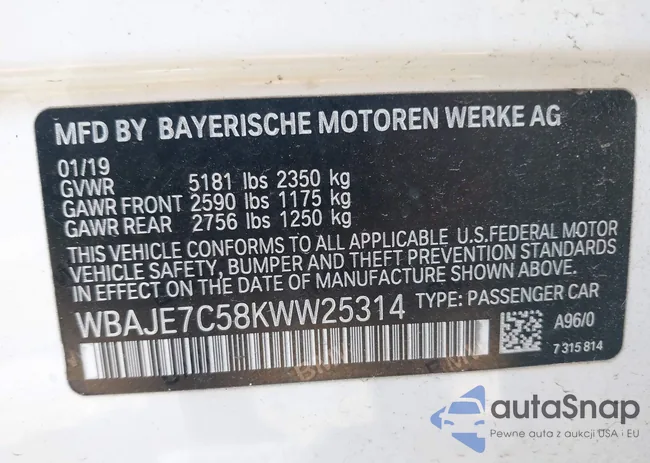 MFD BY BAYERISCHE MOTOREN WERKE AG
01/19
GVWR 5181 lbs 2350 kg
GAWR FRONT 2590 lbs 1175 kg
GAWR REAR 2756 lbs 1250 kg
THIS VEHICLE CONFORMS TO ALL APPLICABLE U.S.FEDERAL MOTOR
VEHICLE SAFETY, BUMPER AND THEFT PREVENTION STANDARDS
IN EFFECT ON THE DATE OF MANUFACTURE SHOWN ABOVE.
WBAJE7C58KWW25314 TYPE: PASSENGER CAR
A96/0
7 315 814
autaSnap
Pewne auta z aukcji USA i EU